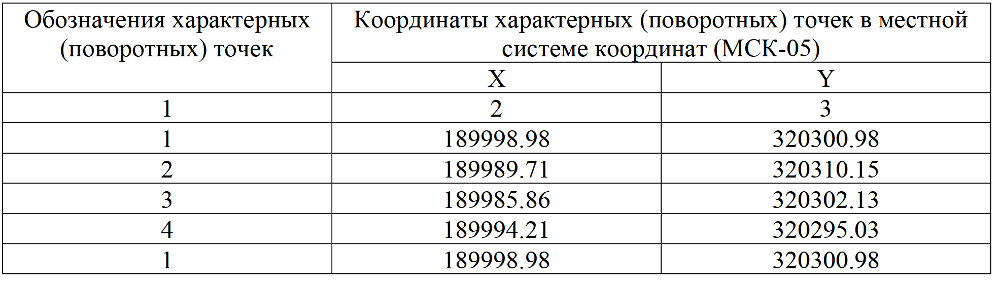 Обозначения характерных
(поворотных) точек
Координаты характерных (поворотных) точек в местной
системе координат (МСК-05)
X Y
1 2 3
1 189998.98 320300.98
2 189989.71 320310.15
3 189985.86 320302.13
4 189994.21 320295.03
1 189998.98 320300.98